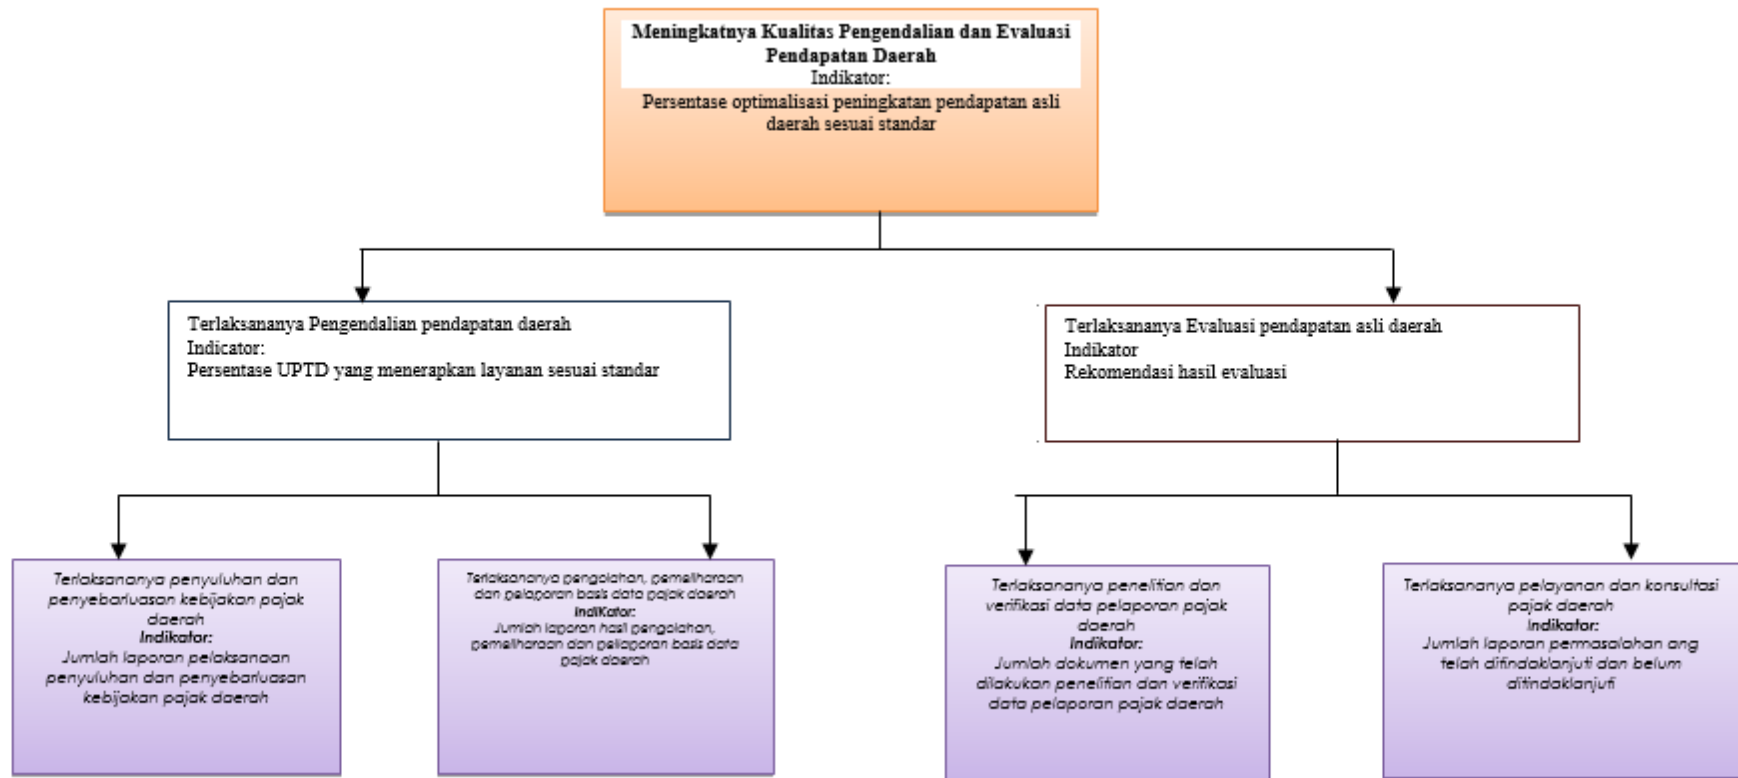 Meningkatnya Kualitas Pengendalian dan Evaluasi
Pendapatan Daerah
Indikator:
Persentase optimalisasi peningkatan pendapatan asli
daerah sesuai standar
Terlaksananya Pengendalian pendapatan daerah
Indicator:
Persentase UPTD yang menerapkan layanan sesuai standar
Terlaksananya Evaluasi pendapatan asli daerah
Indikator
Rekomendasi hasil evaluasi
Terlaksananya penyuluhan dan
penyebarluasan kebijakan pajak
daerah
Indikator:
Jumlah laporan pelaksanaan
penyuluhan dan penyebarluasan
kebijakan pajak daerah
Terlaksananya pengolahan, pemeliharaan
dan pelaporan basis data pajak daerah
IndiKator:
Jumlah laporan hasil pengolahan,
pemeliharaan dan pellaporan basis data
pajak daerah
Terlaksananya penelitian dan
verifikasi data pelaporan pajak
daerah
Indikator:
Jumlah dokumen yang telah
dilakukan penelitian dan verifikasi
data pelaporan pajak daerah
Terlaksananya pelayanan dan konsultasi
pajak daerah
Indikator:
Jumlah laporan permasalahan ang
telah ditindaklanjuti dan belum
ditindaklanjuti